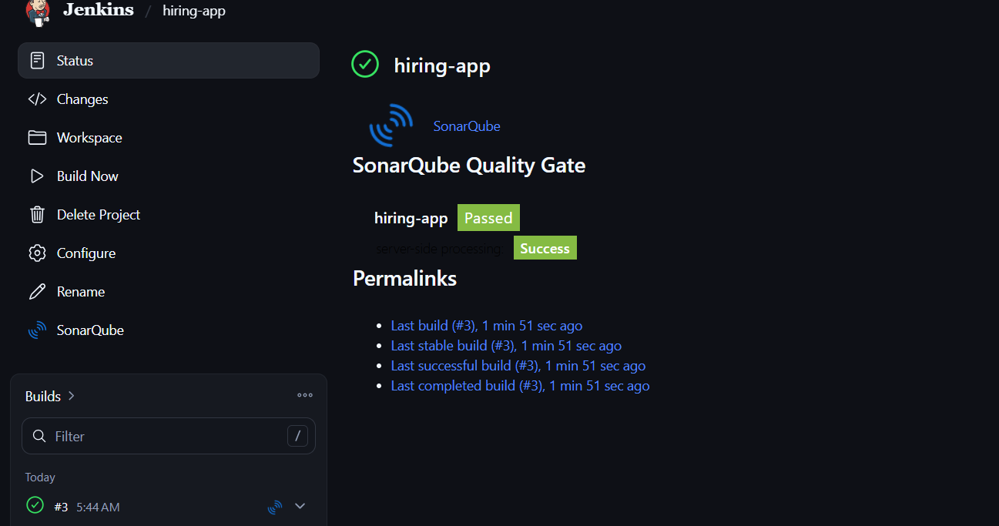 Jenkins / hiring-app
Status
Changes
Workspace
Build Now
Delete Project
Configure
Rename
SonarQube
Builds
Filter /
Today
#3 5:44 AM
hiring-app
SonarQube
SonarQube Quality Gate
hiring-app Passed
server-side processing: Success
Permalinks
Last build (#3), 1 min 51 sec ago
Last stable build (#3), 1 min 51 sec ago
Last successful build (#3), 1 min 51 sec ago
Last completed build (#3), 1 min 51 sec ago